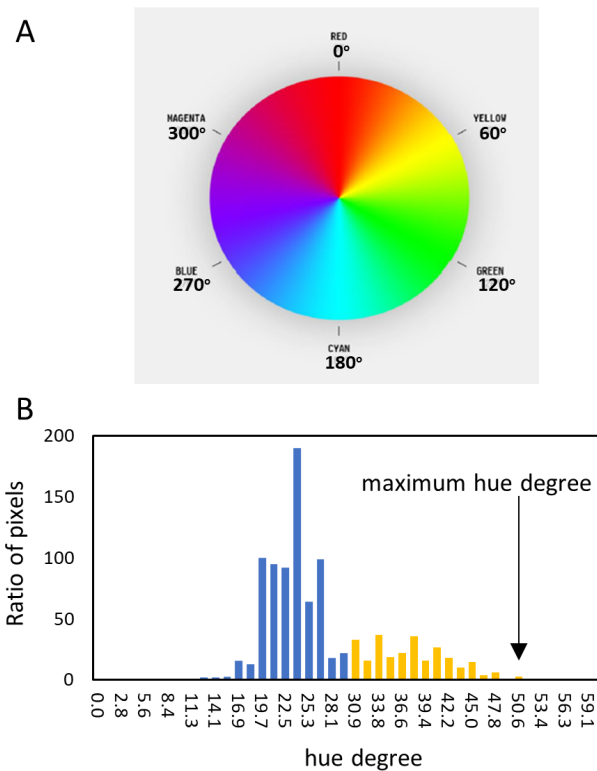 A
RED
0°
MAGENTA
300°
YELLOW
60°
BLUE
270°
GREEN
120°
CYAN
180°
B
Ratio of pixels
200
150
100
50
0
maximum hue degree
0.0 2.8 5.6 8.4 11.3 14.1 16.9 19.7 22.5 25.3 28.1 30.9 33.8 36.6 39.4 42.2 45.0 47.8 50.6 53.4 56.3 59.1
hue degree